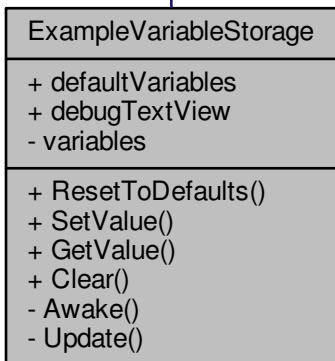 ExampleVariableStorage
+ defaultVariables
+ debugTextView
- variables
+ ResetToDefaults()
+ SetValue()
+ GetValue()
+ Clear()
- Awake()
- Update()